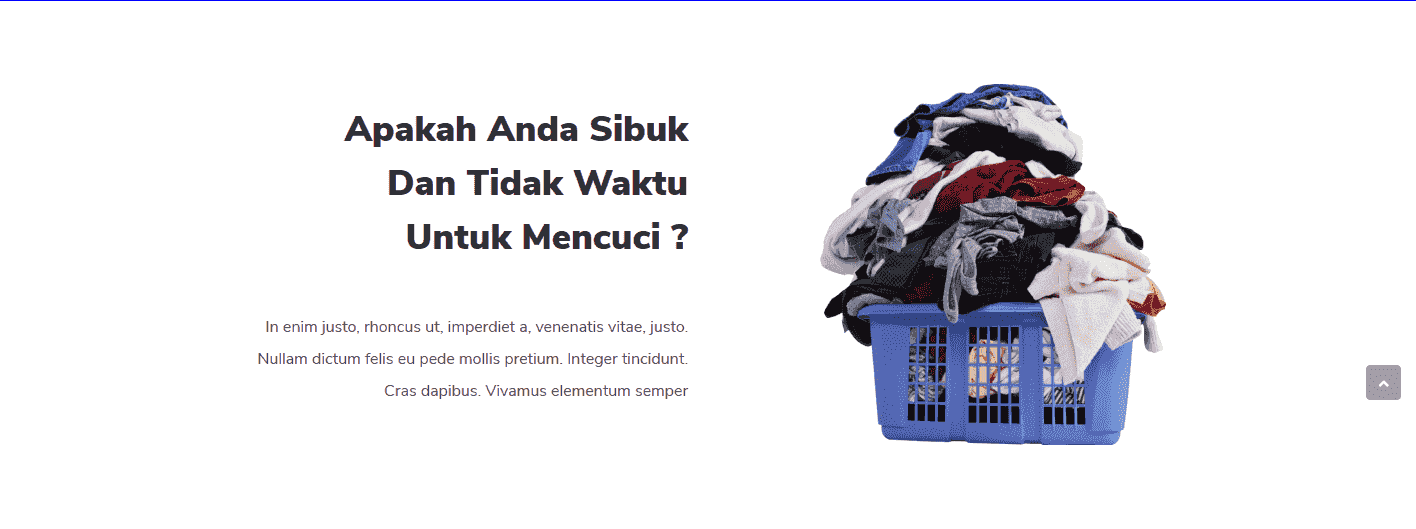 Apakah Anda Sibuk
Dan Tidak Waktu
Untuk Mencuci ?
In enim justo, rhoncus ut, imperdiet a, venenatis vitae, justo.
Nullam dictum felis eu pede mollis pretium. Integer tincidunt.
Cras dapibus. Vivamus elementum semper